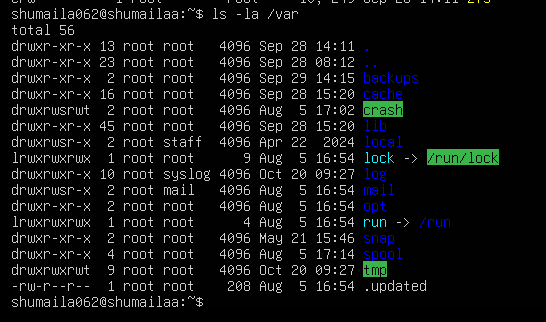 shumaila062@shumailaa:~$ ls -la /var
total 56
drwxr-xr-x 13 root root 4096 Sep 28 14:11 .
drwxr-xr-x 23 root root 4096 Sep 28 08:12 ..
drwxr-xr-x 2 root root 4096 Sep 29 14:15 backups
drwxr-xr-x 16 root root 4096 Sep 28 15:20 cache
drwxrwsrwt 2 root root 4096 Aug 5 17:02 crash
drwxr-xr-x 45 root root 4096 Sep 28 15:20 lib
drwxrwsr-x 2 root staff 4096 Apr 22 2024 local
lrwxrwxrwx 1 root root 9 Aug 5 16:54 lock -> /run/lock
drwxrwxr-x 10 root syslog 4096 Oct 20 09:27 log
drwxrwsr-x 2 root mail 4096 Aug 5 16:54 mail
drwxr-xr-x 2 root root 4096 Aug 5 16:54 opt
lrwxrwxrwx 1 root root 4 Aug 5 16:54 run -> /run
drwxr-xr-x 2 root root 4096 May 21 15:46 snap
drwxr-xr-x 4 root root 4096 Aug 5 17:14 spool
drwxrwxrwt 9 root root 4096 Oct 20 09:27 tmp
-rw-r--r-- 1 root root 208 Aug 5 16:54 .updated
shumaila062@shumailaa:~$